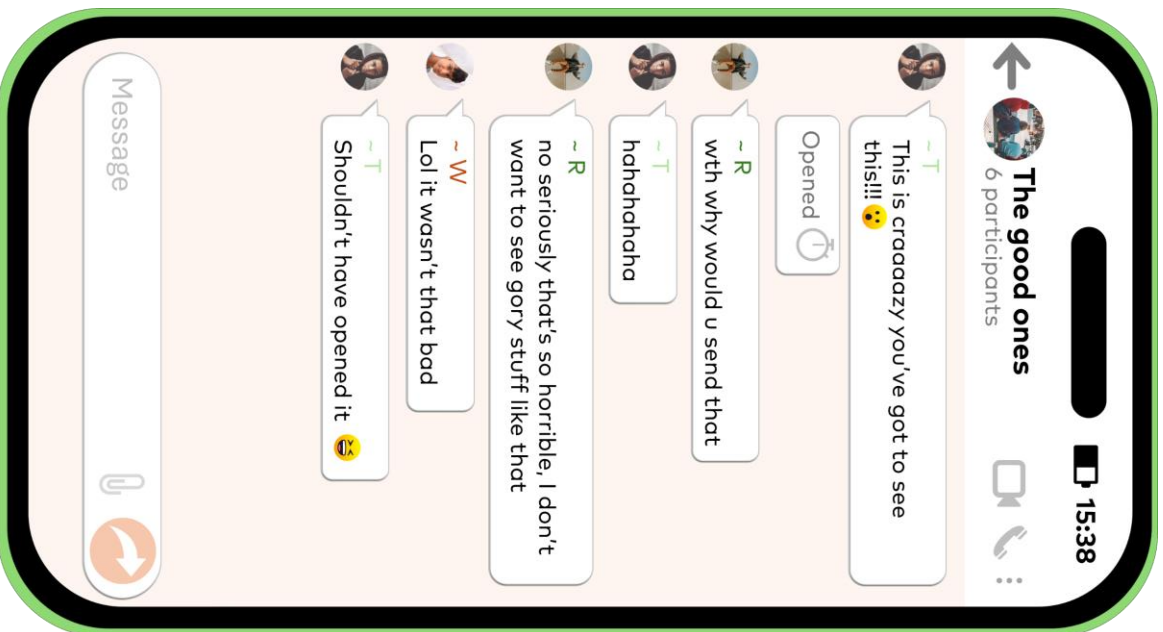 15:38
The good ones
6 participants
~ T
This is craaaaazy you've got to see
this!!!😮
Opened
~ R
wth why would u send that
~ T
hahahahaha
~ R
no seriously that's so horrible, I don't
want to see gory stuff like that
~ W
Lol it wasn't that bad
~ T
Shouldn't have opened it 😆
Message